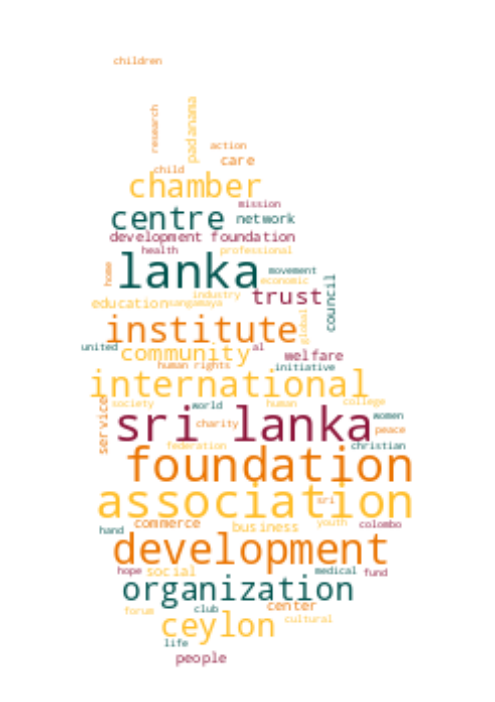 children
research
padanama
action
care
child
chamber
mission
centre network
development foundation
health professional
lanka
movement
home
economic
industry
trust
council
education sangamaya
global
institute
united community al
welfare
human rights
initiative
international
service
society world human college
sri lanka
women
charity
peace
federation
christian
foundation
association
sri
hand commerce business youth colombo
development
hope social medical fund
organization
forum club center
ceylon cultural
life
people